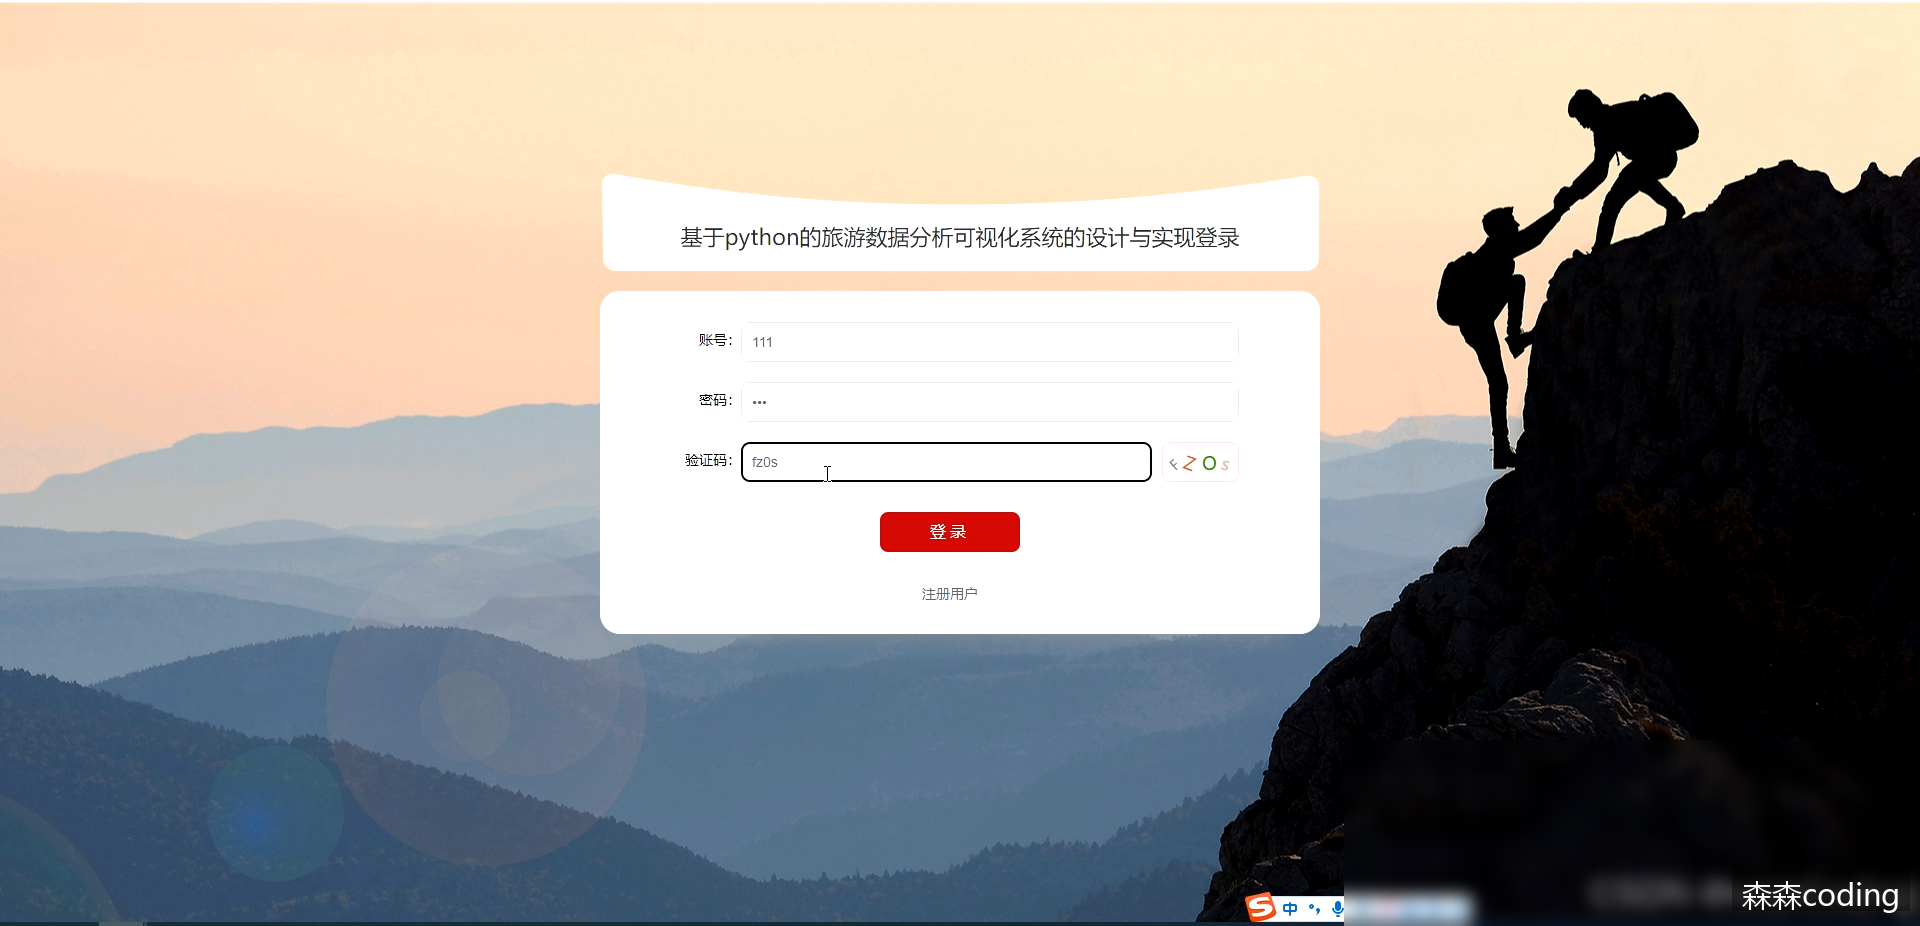 基于python的旅游数据分析可视化系统的设计与实现登录
账号：
111
密码：
•••
验证码：
fz0s
F Z O s
登录
注册用户
S 中 °，
森森coding